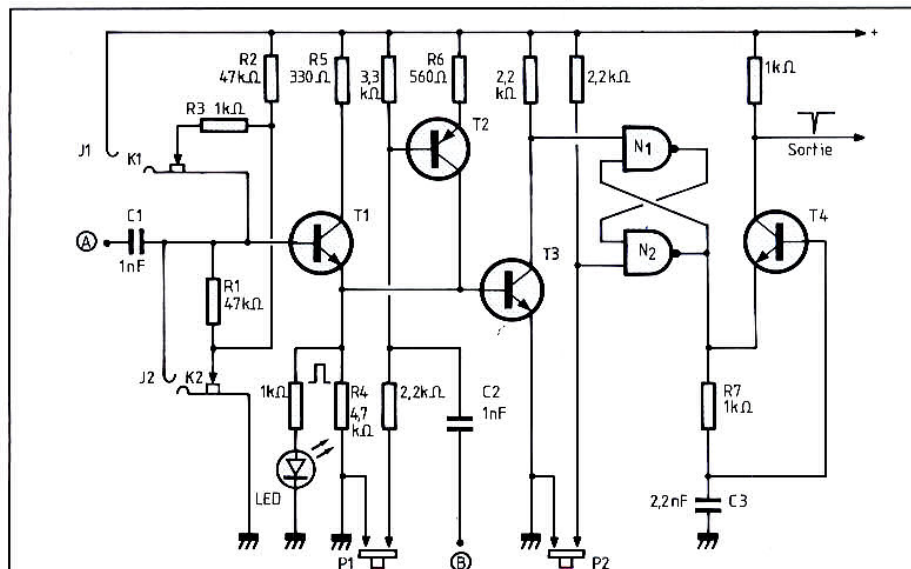 R2
47kΩ
R5
330Ω
3,3
kΩ
R6
560Ω
2,2
kΩ
2,2kΩ
1kΩ
+
R3 1kΩ
T2
N1
Sortie
J1
K1
C1
T1
T4
A
1nF
N2
T3
R1
47kΩ
J2
K2
1kΩ
R4
4,7
kΩ
2,2kΩ
C2
1nF
R7
1kΩ
LED
2,2nF
C3
P1
B
P2